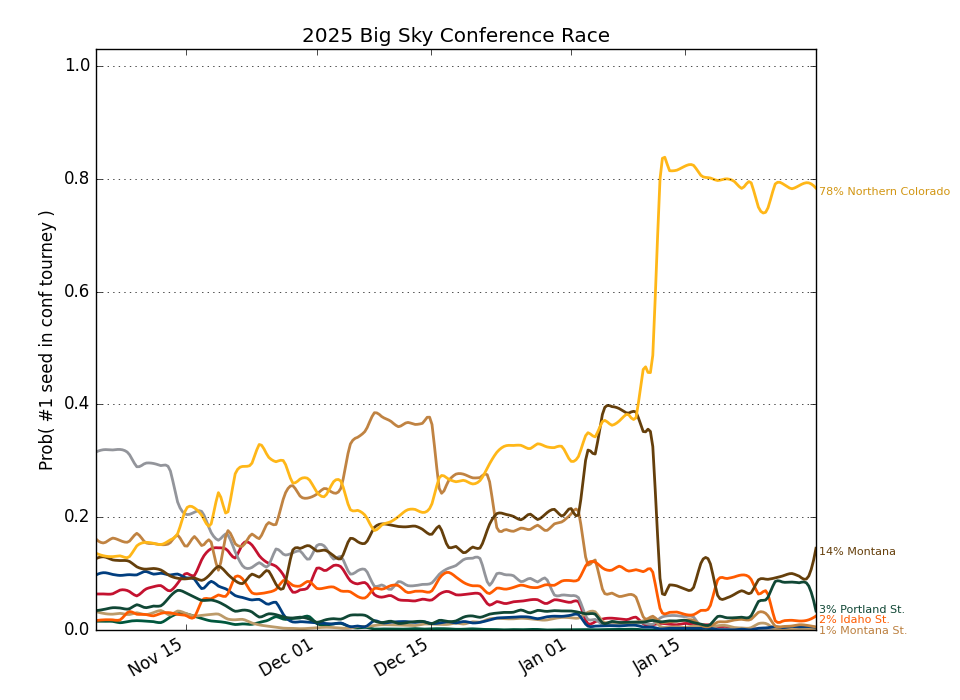 2025 Big Sky Conference Race
Prob( #1 seed in conf tourney )
1.0
0.8
0.6
0.4
0.2
0.0
Nov 15
Dec 01
Dec 15
Jan 01
Jan 15
78% Northern Colorado
14% Montana
3% Portland St.
2% Idaho St.
1% Montana St.